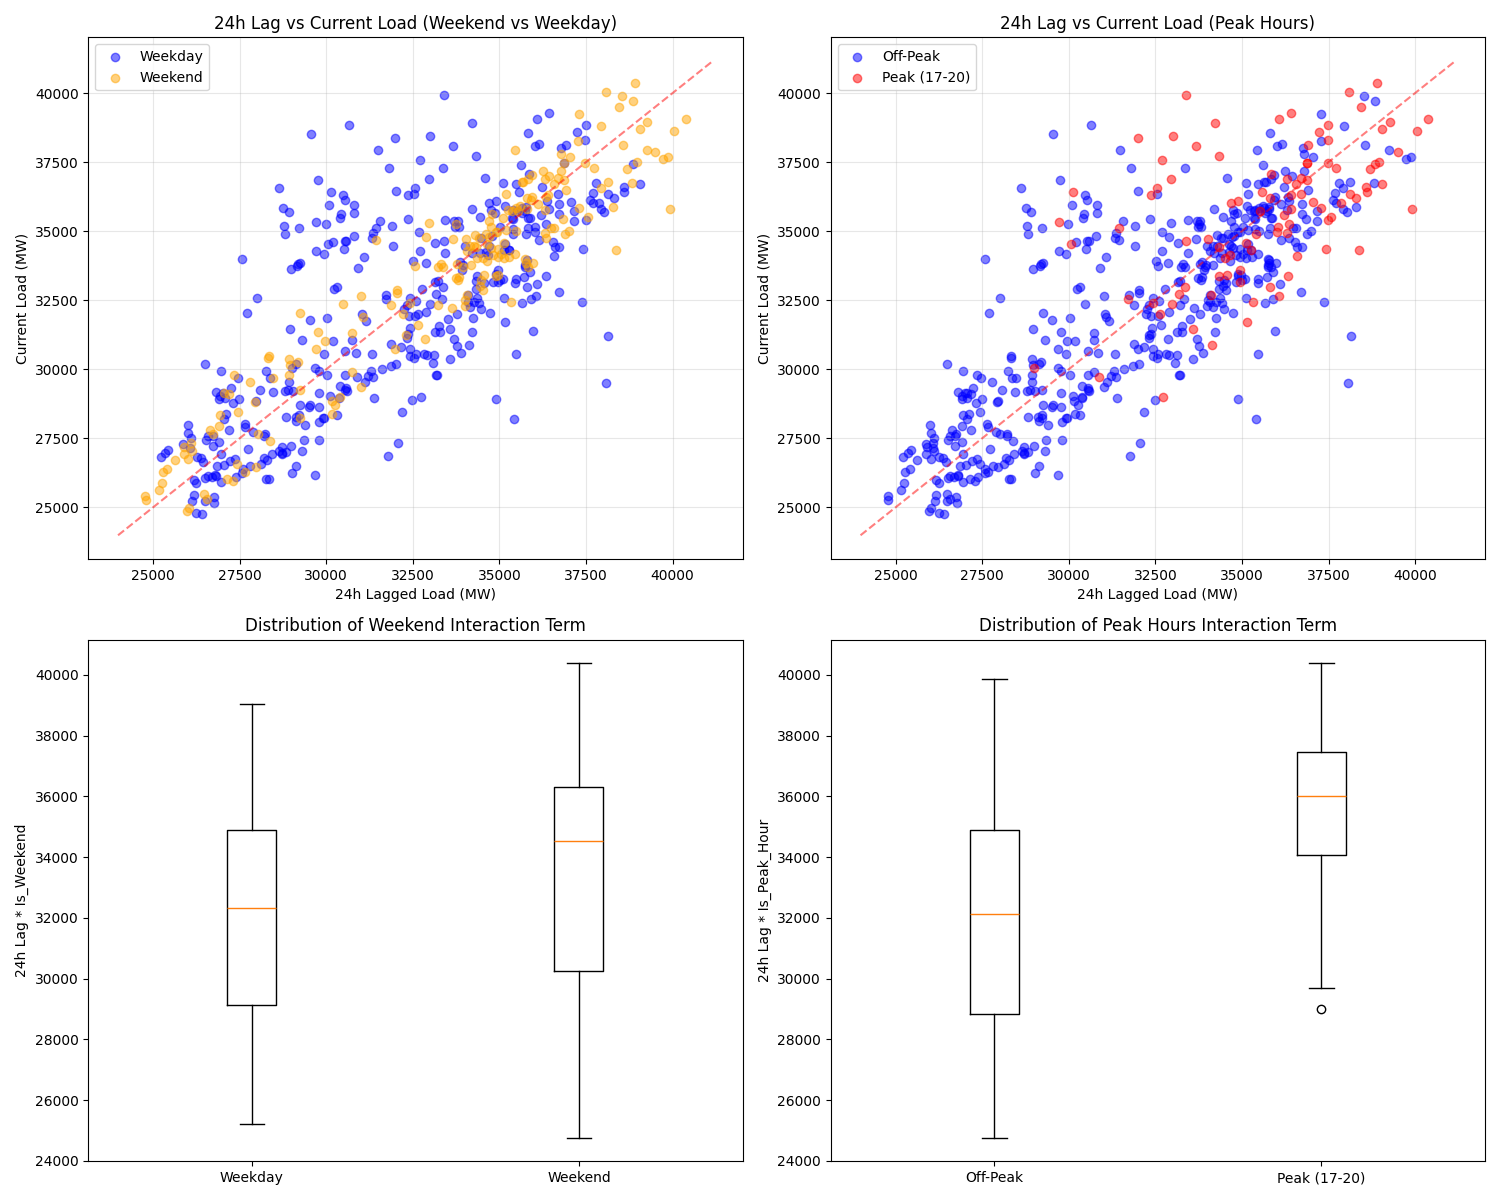 24h Lag vs Current Load (Weekend vs Weekday)
Weekday
Weekend
40000
37500
35000
32500
30000
27500
25000
Current Load (MW)
25000 27500 30000 32500 35000 37500 40000
24h Lagged Load (MW)
24h Lag vs Current Load (Peak Hours)
Off-Peak
Peak (17-20)
40000
37500
35000
32500
30000
27500
25000
Current Load (MW)
25000 27500 30000 32500 35000 37500 40000
24h Lagged Load (MW)
Distribution of Weekend Interaction Term
40000
38000
36000
34000
32000
30000
28000
26000
24000
24h Lag * Is_Weekend
Weekday Weekend
Distribution of Peak Hours Interaction Term
40000
38000
36000
34000
32000
30000
28000
26000
24000
24h Lag * Is_Peak_Hour
Off-Peak Peak (17-20)